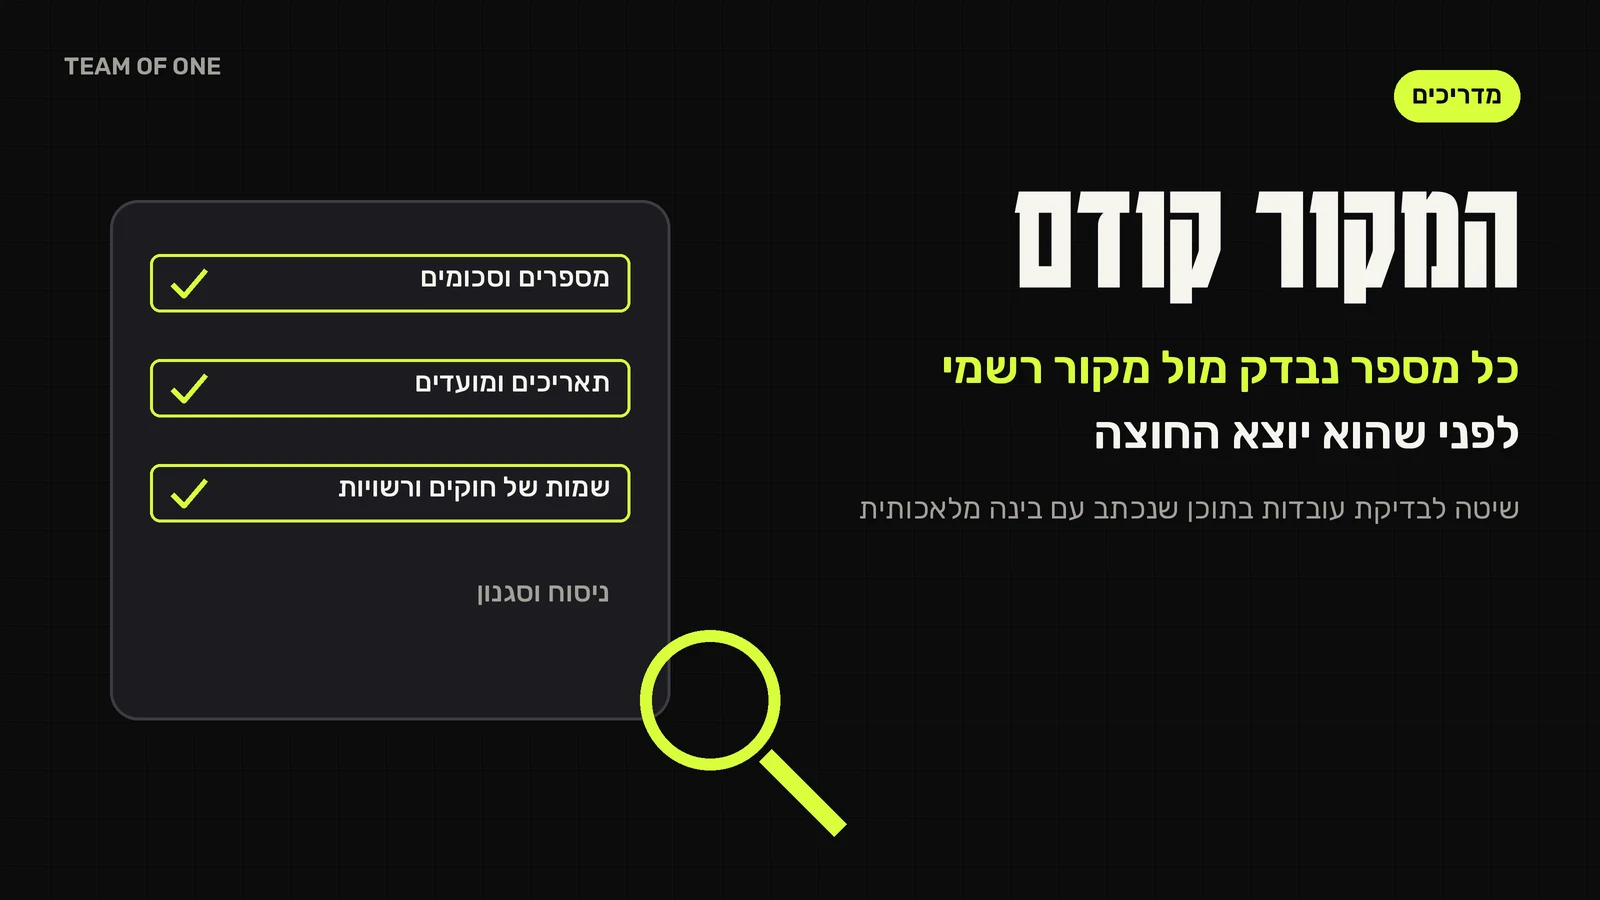 TEAM OF ONE
מדריכים
המקור קודם
כל מספר נבדק מול מקור רשמי
לפני שהוא יוצא החוצה
שיטה לבדיקת עובדות בתוכן שנכתב עם בינה מלאכותית
מספרים וסכומים
תאריכים ומועדים
שמות של חוקים ורשויות
ניסוח וסגנון